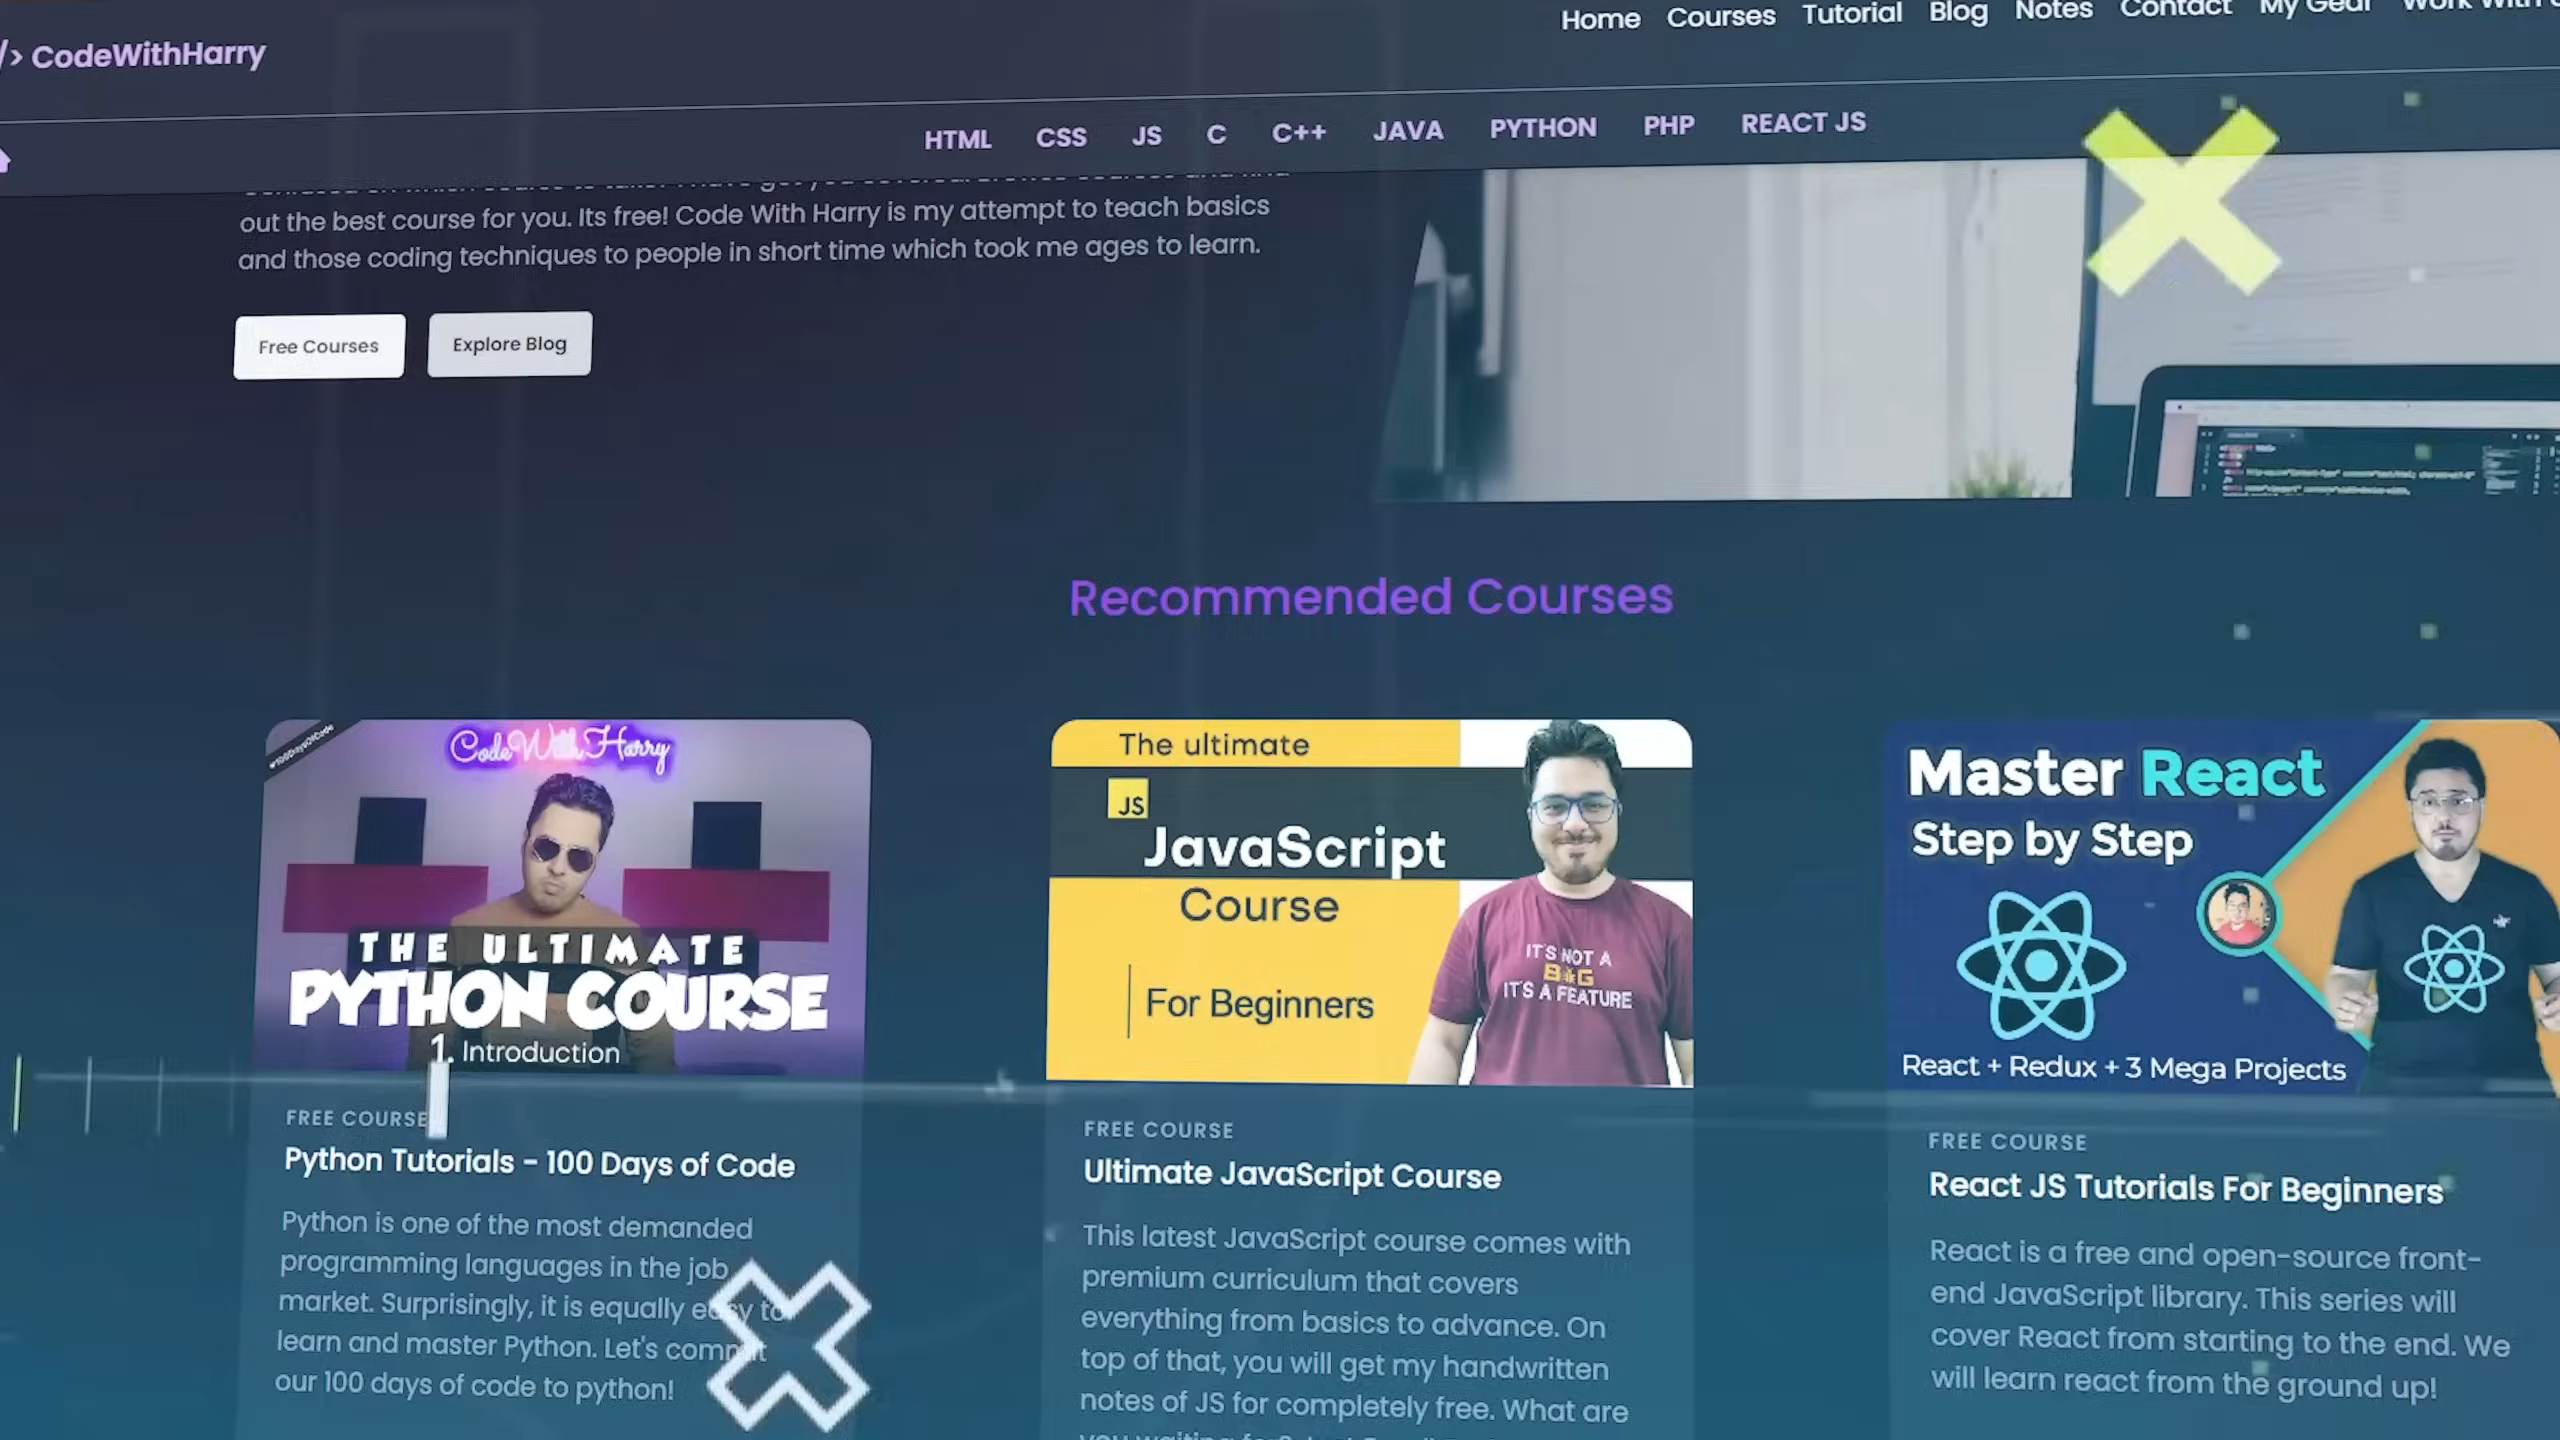 </> CodeWithHarry
Home Courses Tutorial Blog Notes Contact My Gear Work With
HTML CSS JS C C++ JAVA PYTHON PHP REACT JS
out the best course for you. Its free! Code With Harry is my attempt to teach basics
and those coding techniques to people in short time which took me ages to learn.
Free Courses Explore Blog
Recommended Courses
#100DaysOfCode
CodeWithHarry
THE ULTIMATE
PYTHON COURSE
1. Introduction
FREE COURSE
Python Tutorials - 100 Days of Code
Python is one of the most demanded
programming languages in the job
market. Surprisingly, it is equally easy to
learn and master Python. Let's commit
our 100 days of code to python!
The ultimate
JS
JavaScript
Course
For Beginners
IT'S NOT A
BUG
IT'S A FEATURE
FREE COURSE
Ultimate JavaScript Course
This latest JavaScript course comes with
premium curriculum that covers
everything from basics to advance. On
top of that, you will get my handwritten
notes of JS for completely free. What are
Master React
Step by Step
React + Redux + 3 Mega Projects
FREE COURSE
React JS Tutorials For Beginners
React is a free and open-source front-
end JavaScript library. This series will
cover React from starting to the end. We
will learn react from the ground up!